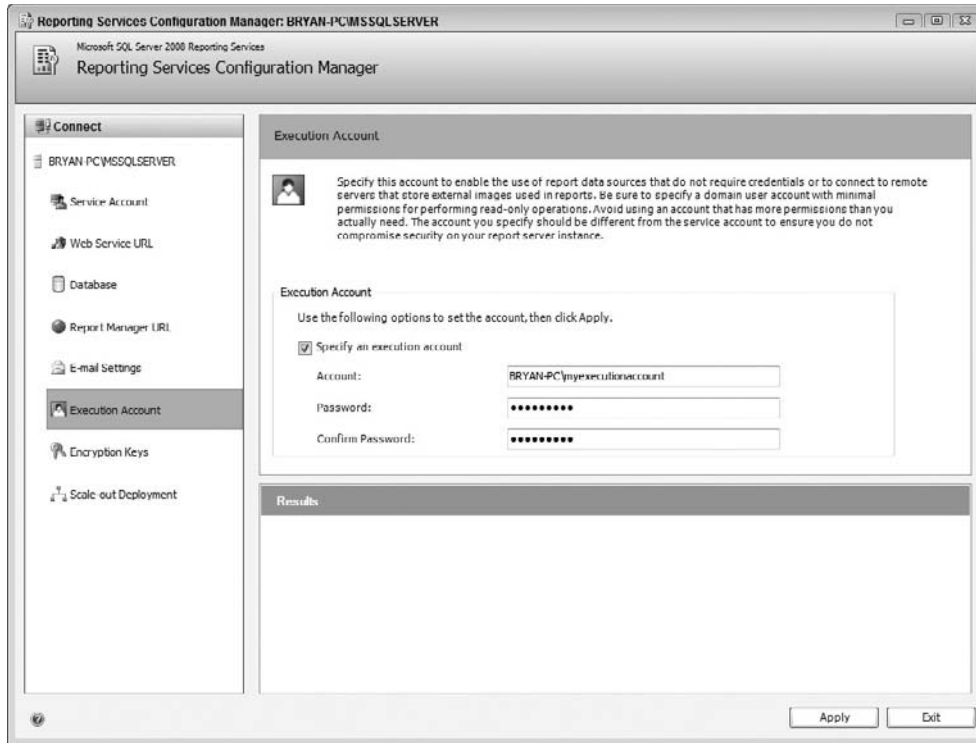 Reporting Services Configuration Manager: BRYAN-PC\MSSQLSERVER
Microsoft SQL Server 2008 Reporting Services
Reporting Services Configuration Manager
Connect
BRYAN-PC\MSSQLSERVER
Service Account
Web Service URL
Database
Report Manager URL
E-mail Settings
Execution Account
Encryption Keys
Scale-out Deployment
Execution Account
Specify this account to enable the use of report data sources that do not require credentials or to connect to remote
servers that store external images used in reports. Be sure to specify a domain user account with minimal
permissions for performing read-only operations. Avoid using an account that has more permissions than you
actually need. The account you specify should be different from the service account to ensure you do not
compromise security on your report server instance.
Execution Account
Use the following options to set the account, then click Apply.
Specify an execution account
Account:
BRYAN-PC\myexecutionaccount
Password:
•••••••••
Confirm Password:
•••••••••
Results
Apply
Exit